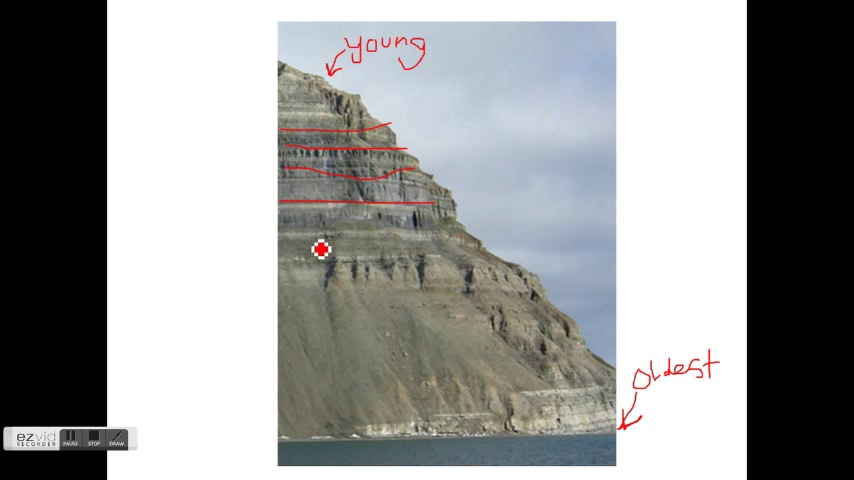 young
oldest
ezvid
RECORDER
PAUSE
STOP
DRAW